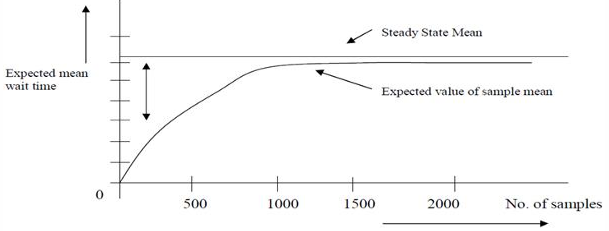 Steady State Mean
Expected mean
wait time
Expected value of sample mean
0
500
1000
1500
2000
No. of samples